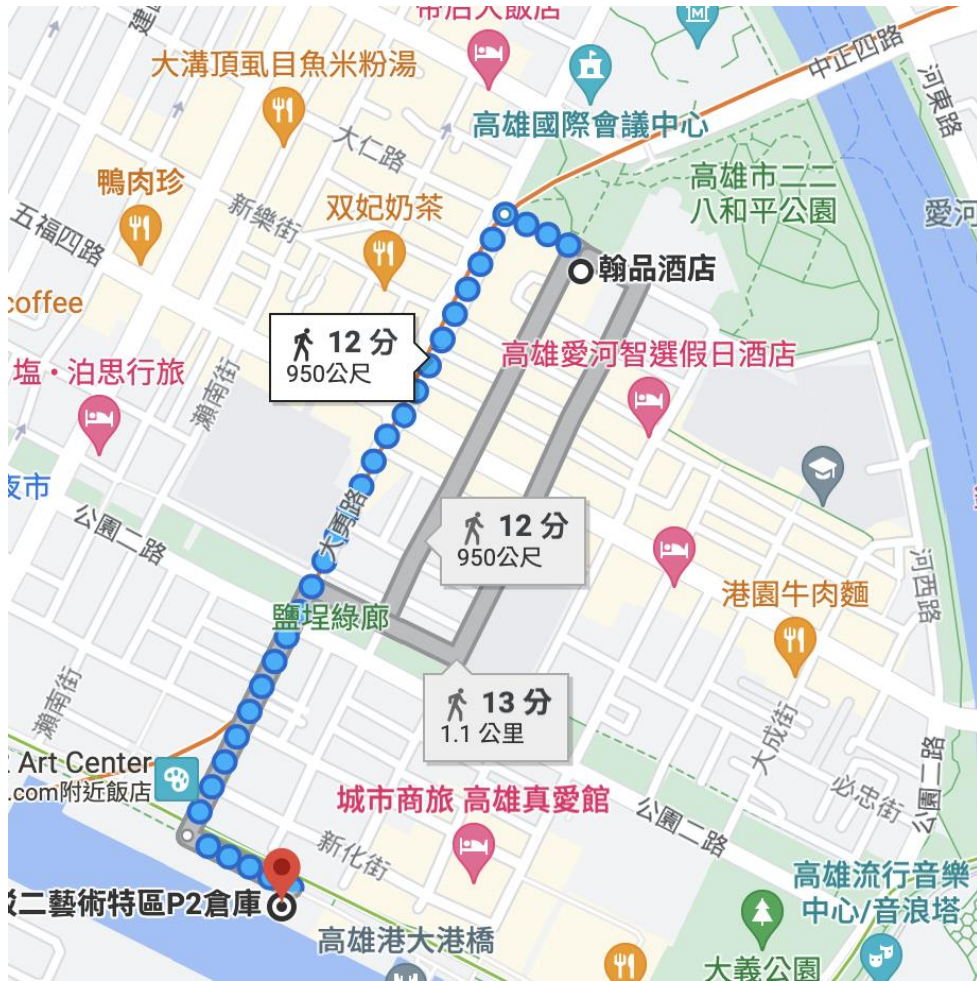 大溝頂虱目魚米粉湯
中正四路
河東路
高雄國際會議中心
大仁路
鴨肉珍
新樂街
双妃奶茶
高雄市二二
八和平公園
愛河
五福四路
翰品酒店
coffee
12 分
950公尺
高雄愛河智選假日酒店
塩・泊思行旅
瀨南街
夜市
大勇路
12 分
950公尺
公園二路
河西路
港園牛肉麵
鹽埕綠廊
13 分
1.1 公里
瀨南街
大成街
Art Center
.com附近飯店
必忠街
公園二路
城市商旅 高雄真愛館
公園二路
新化街
高雄流行音樂
中心/音浪塔
二藝術特區P2倉庫
高雄港大港橋
大義公園